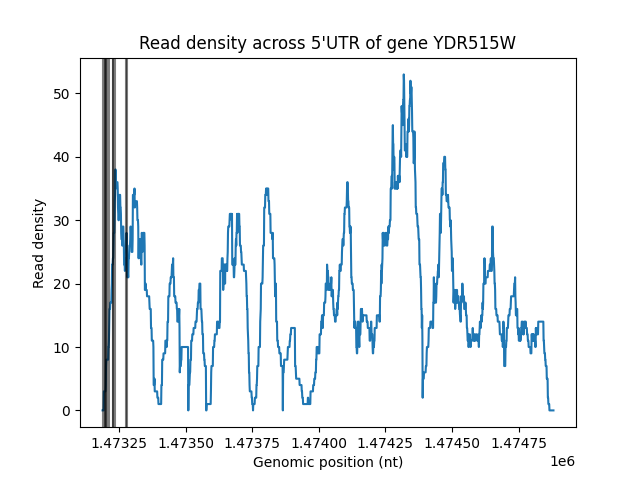 Read density across 5'UTR of gene YDR515W
Read density
50
40
30
20
10
0
1.47325 1.47350 1.47375 1.47400 1.47425 1.47450 1.47475
1e6
Genomic position (nt)